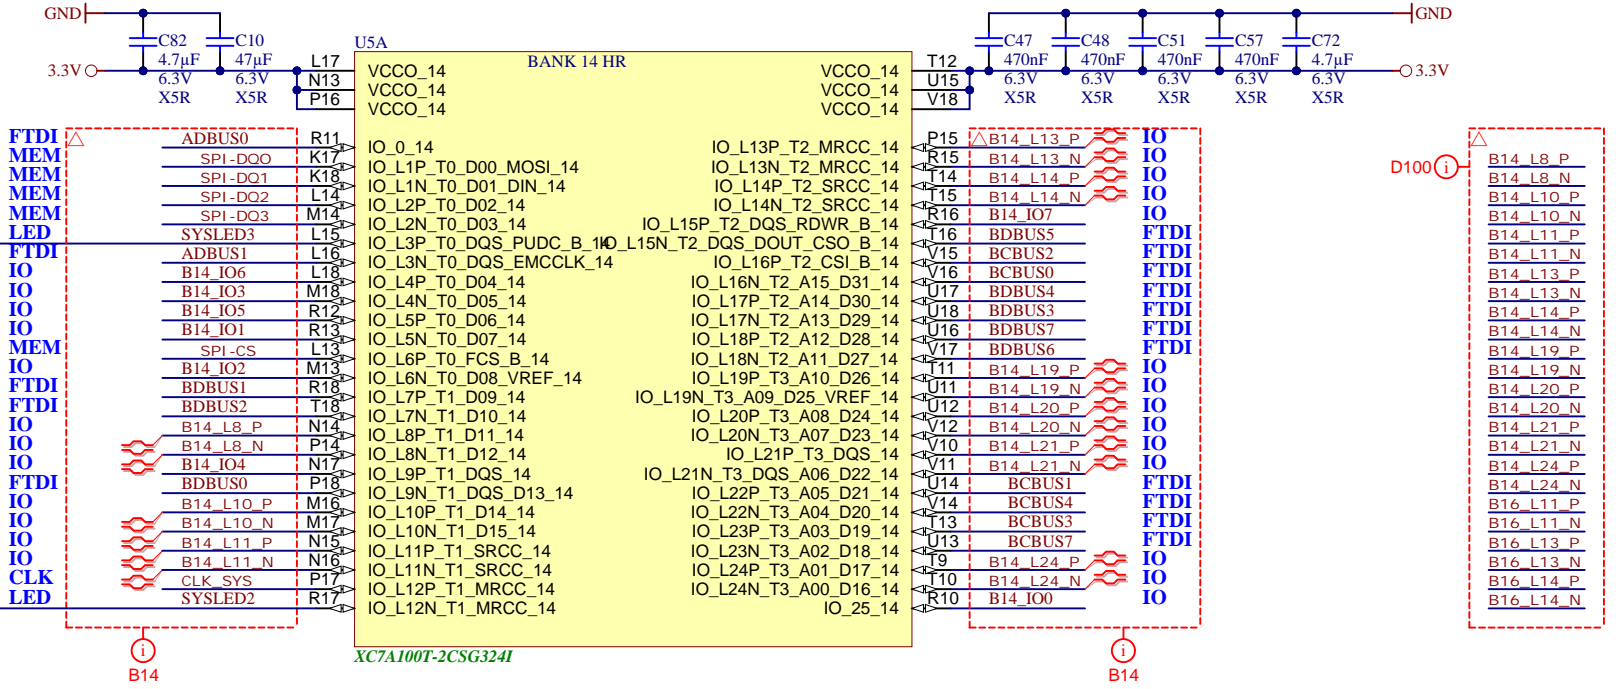 GND
C82
4.7µF
6.3V
X5R
C10
47µF
6.3V
X5R
3.3V
U5A
BANK 14 HR
GND
C47
470nF
6.3V
X5R
C48
470nF
6.3V
X5R
C51
470nF
6.3V
X5R
C57
470nF
6.3V
X5R
C72
4.7µF
6.3V
X5R
3.3V
L17 VCCO_14 VCCO_14 T12
N13 VCCO_14 VCCO_14 U15
P16 VCCO_14 VCCO_14 V18
FTDI ADBUS0 R11 IO_0_14 IO_L13P_T2_MRCC_14 P15 B14_L13_P IO
MEM SPI-DQ0 K17 IO_L1P_T0_D00_MOSI_14 IO_L13N_T2_MRCC_14 R15 B14_L13_N IO
MEM SPI-DQ1 K18 IO_L1N_T0_D01_DIN_14 IO_L14P_T2_SRCC_14 T14 B14_L14_P IO
MEM SPI-DQ2 L14 IO_L2P_T0_D02_14 IO_L14N_T2_SRCC_14 T15 B14_L14_N IO
MEM SPI-DQ3 M14 IO_L2N_T0_D03_14 IO_L15P_T2_DQS_RDWR_B_14 R16 B14_IO7 IO
LED SYSLED3 L15 IO_L3P_T0_DQS_PUDC_B_14 IO_L15N_T2_DQS_DOUT_CSO_B_14 T16 BDBUS5 FTDI
FTDI ADBUS1 L16 IO_L3N_T0_DQS_EMCCLK_14 IO_L16P_T2_CSI_B_14 V15 BCBUS2 FTDI
IO B14_IO6 L18 IO_L4P_T0_D04_14 IO_L16N_T2_A15_D31_14 V16 BCBUS0 FTDI
IO B14_IO3 M18 IO_L4N_T0_D05_14 IO_L17P_T2_A14_D30_14 U17 BDBUS4 FTDI
IO B14_IO5 R12 IO_L5P_T0_D06_14 IO_L17N_T2_A13_D29_14 U18 BDBUS3 FTDI
IO B14_IO1 R13 IO_L5N_T0_D07_14 IO_L18P_T2_A12_D28_14 U16 BDBUS7 FTDI
MEM SPI-CS L13 IO_L6P_T0_FCS_B_14 IO_L18N_T2_A11_D27_14 V17 BDBUS6 FTDI
IO B14_IO2 M13 IO_L6N_T0_D08_VREF_14 IO_L19P_T3_A10_D26_14 T11 B14_L19_P IO
FTDI BDBUS1 R18 IO_L7P_T1_D09_14 IO_L19N_T3_A09_D25_VREF_14 U11 B14_L19_N IO
FTDI BDBUS2 T18 IO_L7N_T1_D10_14 IO_L20P_T3_A08_D24_14 U12 B14_L20_P IO
IO B14_L8_P N14 IO_L8P_T1_D11_14 IO_L20N_T3_A07_D23_14 V12 B14_L20_N IO
IO B14_L8_N P14 IO_L8N_T1_D12_14 IO_L21P_T3_DQS_14 V10 B14_L21_P IO
IO B14_IO4 N17 IO_L9P_T1_DQS_14 IO_L21N_T3_DQS_A06_D22_14 V11 B14_L21_N IO
FTDI BDBUS0 P18 IO_L9N_T1_DQS_D13_14 IO_L22P_T3_A05_D21_14 U14 BCBUS1 FTDI
IO B14_L10_P M16 IO_L10P_T1_D14_14 IO_L22N_T3_A04_D20_14 V14 BCBUS4 FTDI
IO B14_L10_N M17 IO_L10N_T1_D15_14 IO_L23P_T3_A03_D19_14 T13 BCBUS3 FTDI
IO B14_L11_P N15 IO_L11P_T1_SRCC_14 IO_L23N_T3_A02_D18_14 U13 BCBUS7 FTDI
IO B14_L11_N N16 IO_L11N_T1_SRCC_14 IO_L24P_T3_A01_D17_14 T9 B14_L24_P IO
CLK CLK_SYS P17 IO_L12P_T1_MRCC_14 IO_L24N_T3_A00_D16_14 T10 B14_L24_N IO
LED SYSLED2 R17 IO_L12N_T1_MRCC_14 IO_25_14 R10 B14_IO0 IO
XC7A100T-2CSG324I
i
B14
i
B14
D100 i
B14_L8_P
B14_L8_N
B14_L10_P
B14_L10_N
B14_L11_P
B14_L11_N
B14_L13_P
B14_L13_N
B14_L14_P
B14_L14_N
B14_L19_P
B14_L19_N
B14_L20_P
B14_L20_N
B14_L21_P
B14_L21_N
B14_L24_P
B14_L24_N
B16_L11_P
B16_L11_N
B16_L13_P
B16_L13_N
B16_L14_P
B16_L14_N